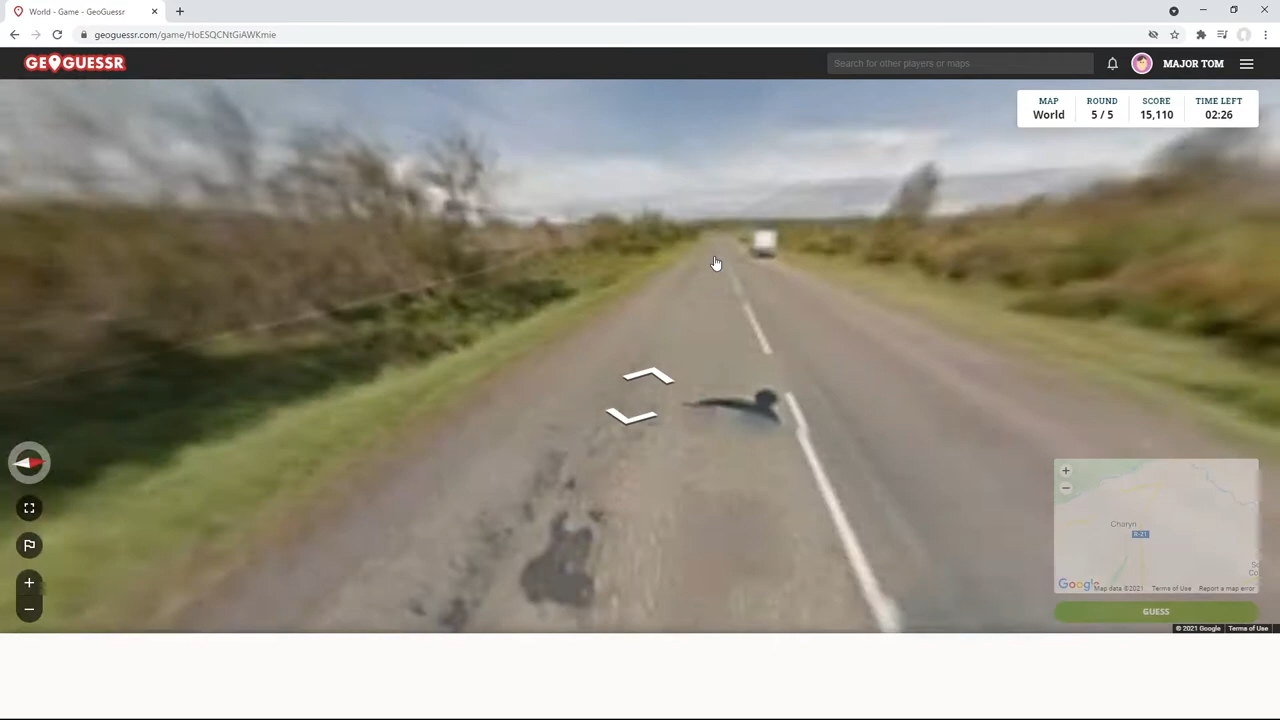 World - Game - GeoGuessr
geoguessr.com/game/HoESQCNtGiAWKmie
GEOGUESSR
Search for other players or maps
MAJOR TOM
MAP
World
ROUND
5 / 5
SCORE
15,110
TIME LEFT
02:26
Charyn
R-21
Google
Map data ©2021
Terms of Use
Report a map error
GUESS
© 2021 Google
Terms of Use